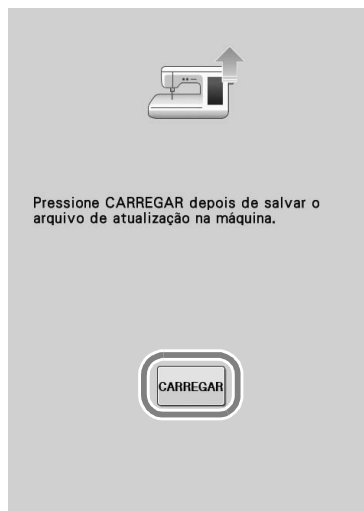 Pressione CARREGAR depois de salvar o
arquivo de atualização na máquina.
CARREGAR